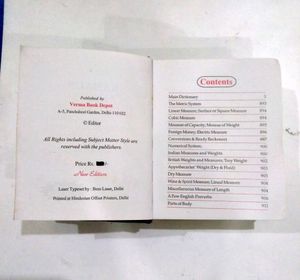 Published by
Verma Book Depot
A-5, Panchsheel Garden, Delhi-110 032
© Editor
All Rights including Subject Matter Style are
reserved with the publishers.
Price Rs.
New Edition
Laser Typeset by : Boss Laser, Delhi
Printed at Hindustan Offset Printers, Delhi
Contents
Main Dictionary 5
The Metric System 893
Linear Measure; Surface or Square Measure 893
Cubic Measure
Measure of Capacity; Measure of Weight
Foreign Money; Electric Measure
Conversions & Ready Reckoners
Numerical System
Indian Measures and Weights
British Weights and Measures; Troy Weight
Appothecaries' Weight (Dry & Fluid)
Dry Measure
Wine & Spirit Measure; Lineal Measure
Miscellaneous Measure of Length
A Few English Proverbs
Parts of Body